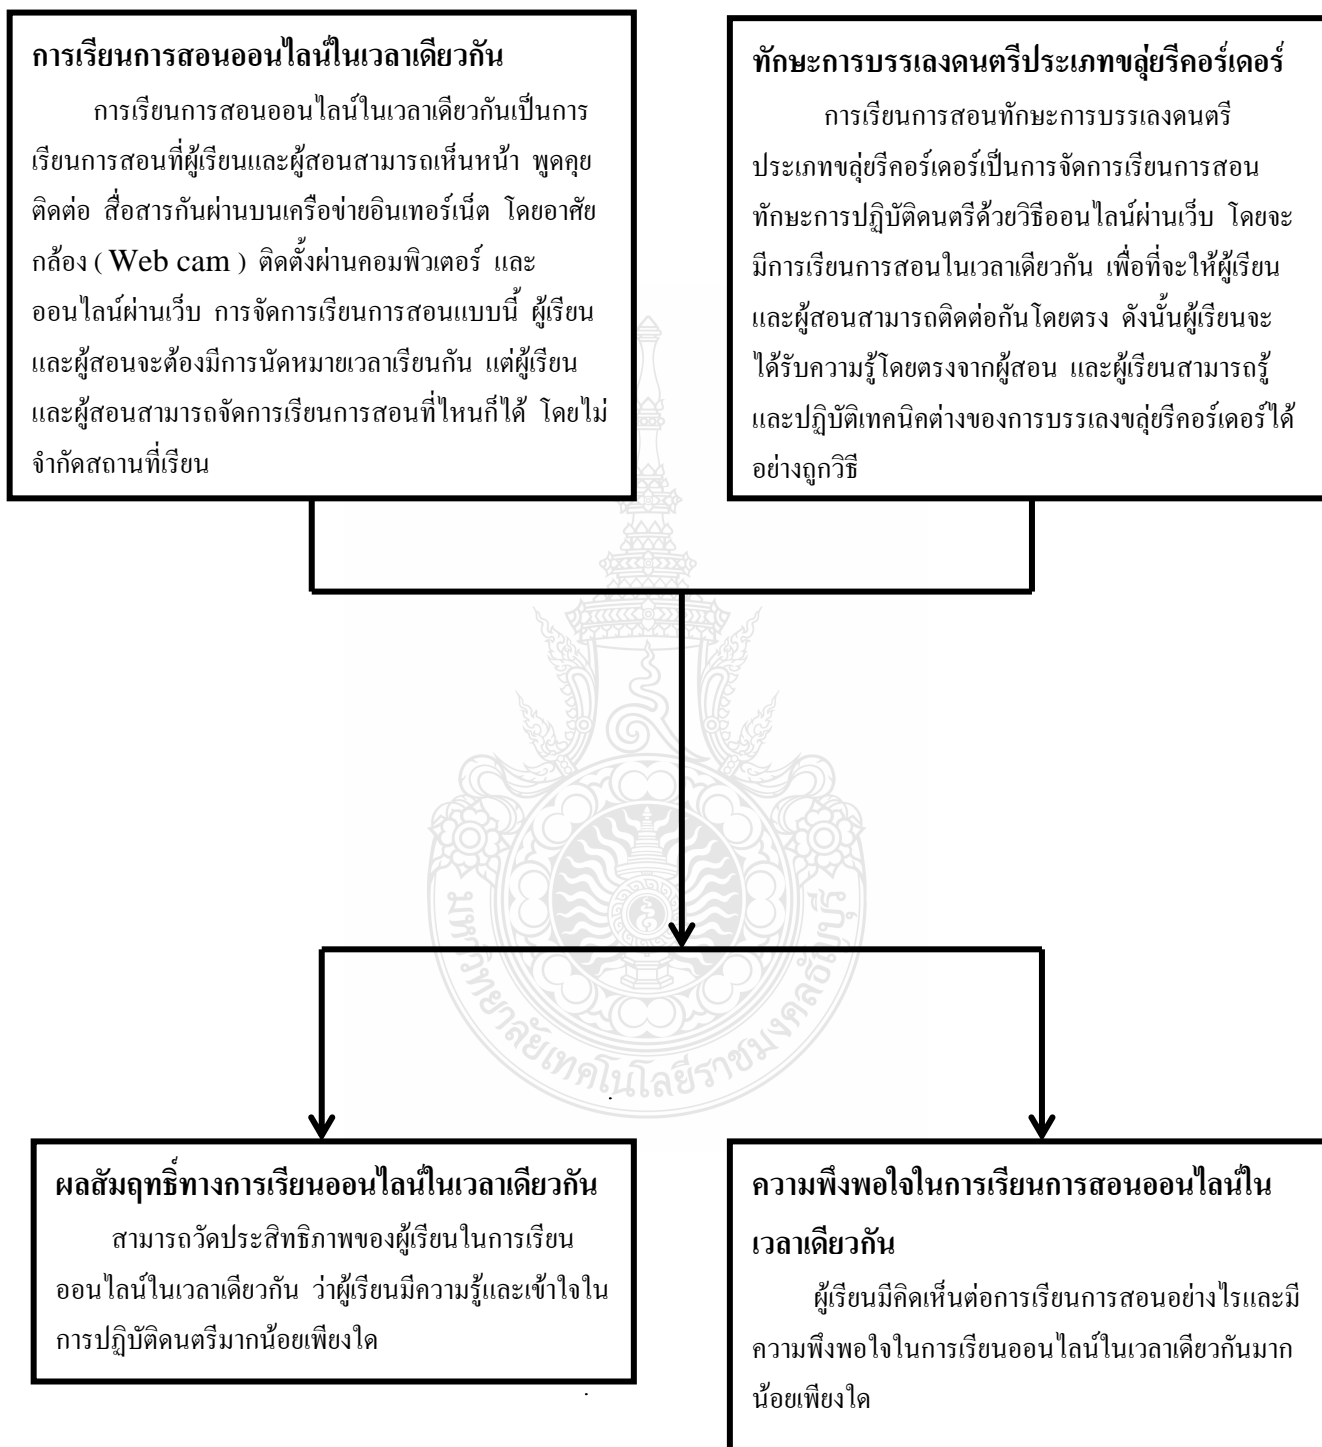 การเรียนการสอนออนไลน์ในเวลาเดียวกัน
การเรียนการสอนออนไลน์ในเวลาเดียวกันเป็นการ
เรียนการสอนที่ผู้เรียนและผู้สอนสามารถเห็นหน้า พูดคุย
ติดต่อ สื่อสารกันผ่านบนเครือข่ายอินเทอร์เน็ต โดยอาศัย
กล้อง ( Web cam ) ติดตั้งผ่านคอมพิวเตอร์ และ
ออนไลน์ผ่านเว็บ การจัดการเรียนการสอนแบบนี้ ผู้เรียน
และผู้สอนจะต้องมีการนัดหมายเวลาเรียนกัน แต่ผู้เรียน
และผู้สอนสามารถจัดการเรียนการสอนที่ไหนก็ได้ โดยไม่
จำกัดสถานที่เรียน
ทักษะการบรรเลงดนตรีประเภทขลุ่ยรีคอร์เดอร์
การเรียนการสอนทักษะการบรรเลงดนตรี
ประเภทขลุ่ยรีคอร์เดอร์เป็นการจัดการเรียนการสอน
ทักษะการปฏิบัติดนตรีด้วยวิธีออนไลน์ผ่านเว็บ โดยจะ
มีการเรียนการสอนในเวลาเดียวกัน เพื่อที่จะให้ผู้เรียน
และผู้สอนสามารถติดต่อกันโดยตรง ดังนั้นผู้เรียนจะ
ได้รับความรู้โดยตรงจากผู้สอน และผู้เรียนสามารถรู้
และปฏิบัติเทคนิคต่างของการบรรเลงขลุ่ยรีคอร์เดอร์ได้
อย่างถูกวิธี
มหาวิทยาลัยเทคโนโลยีราชมงคลธัญบุรี
ผลสัมฤทธิ์ทางการเรียนออนไลน์ในเวลาเดียวกัน
สามารถวัดประสิทธิภาพของผู้เรียนในการเรียน
ออนไลน์ในเวลาเดียวกัน ว่าผู้เรียนมีความรู้และเข้าใจใน
การปฏิบัติดนตรีมากน้อยเพียงใด
ความพึงพอใจในการเรียนการสอนออนไลน์ใน
เวลาเดียวกัน
ผู้เรียนมีคิดเห็นต่อการเรียนการสอนอย่างไรและมี
ความพึงพอใจในการเรียนออนไลน์ในเวลาเดียวกันมาก
น้อยเพียงใด